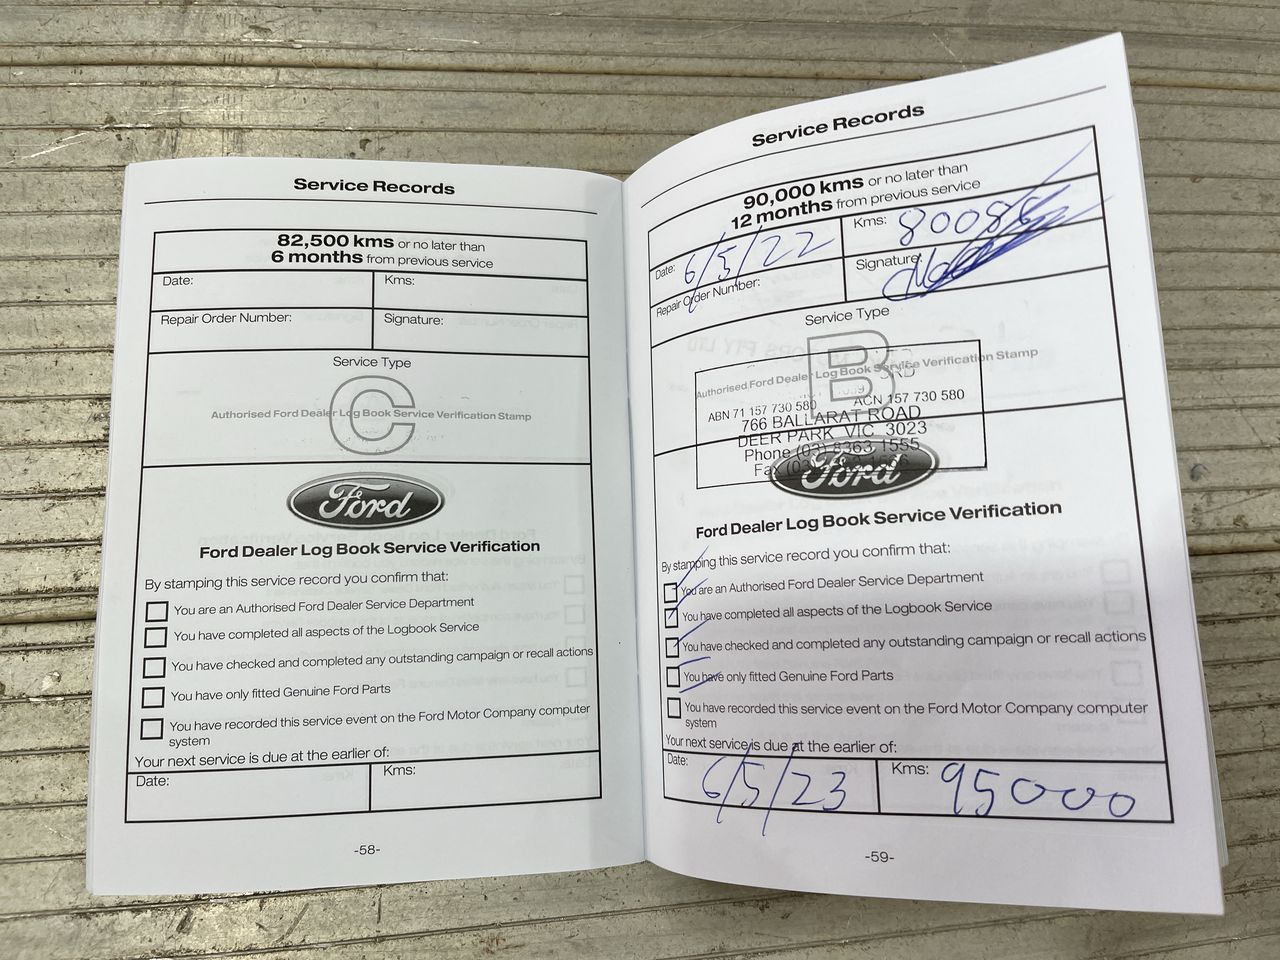 Service Records
82,500 kms or no later than
6 months from previous service
Date: Kms:
Repair Order Number: Signature:
Service Type
C
Authorised Ford Dealer Log Book Service Verification Stamp
Ford
Ford Dealer Log Book Service Verification
By stamping this service record you confirm that:
You are an Authorised Ford Dealer Service Department
You have completed all aspects of the Logbook Service
You have checked and completed any outstanding campaign or recall actions
You have only fitted Genuine Ford Parts
You have recorded this service event on the Ford Motor Company computer
system
Your next service is due at the earlier of:
Date: Kms:
-58-
Service Records
90,000 kms or no later than
12 months from previous service
Date: 6/5/22 Kms:
Repair Order Number: Signature:
Service Type
B
Authorised Ford Dealer Log Book Service Verification Stamp
ABN 71 157 730 580 ACN 157 730 580
766 BALLARAT ROAD
DEER PARK VIC 3023
Phone (03) 8363 1555
Ford
Ford Dealer Log Book Service Verification
By stamping this service record you confirm that:
You are an Authorised Ford Dealer Service Department
You have completed all aspects of the Logbook Service
You have checked and completed any outstanding campaign or recall actions
You have only fitted Genuine Ford Parts
You have recorded this service event on the Ford Motor Company computer
system
Your next service is due at the earlier of:
Date: 6/5/23 Kms: 95000
-59-